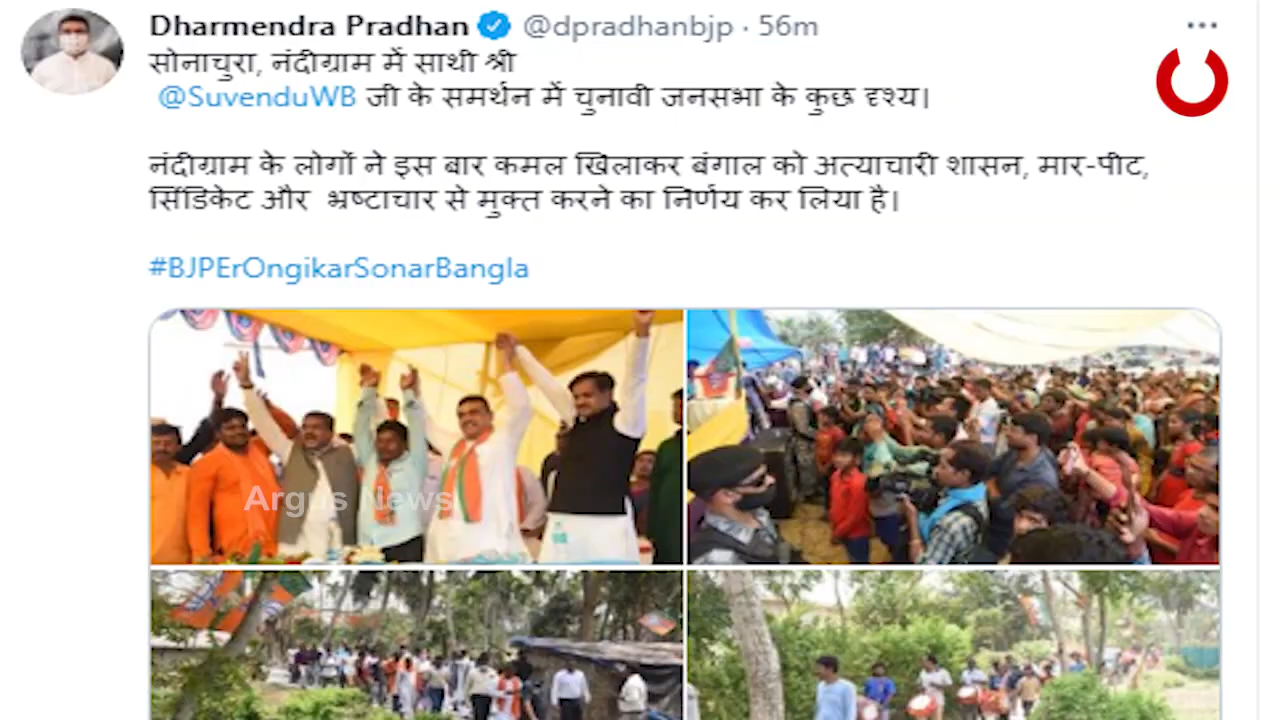 Dharmendra Pradhan @dpradhanbjp · 56m
सोनाचुरा, नंदीग्राम में साथी श्री
@SuvenduWB जी के समर्थन में चुनावी जनसभा के कुछ दृश्य।
नंदीग्राम के लोगों ने इस बार कमल खिलाकर बंगाल को अत्याचारी शासन, मार-पीट,
सिंडिकेट और भ्रष्टाचार से मुक्त करने का निर्णय कर लिया है।
#BJPErOngikarSonarBangla
Argus News